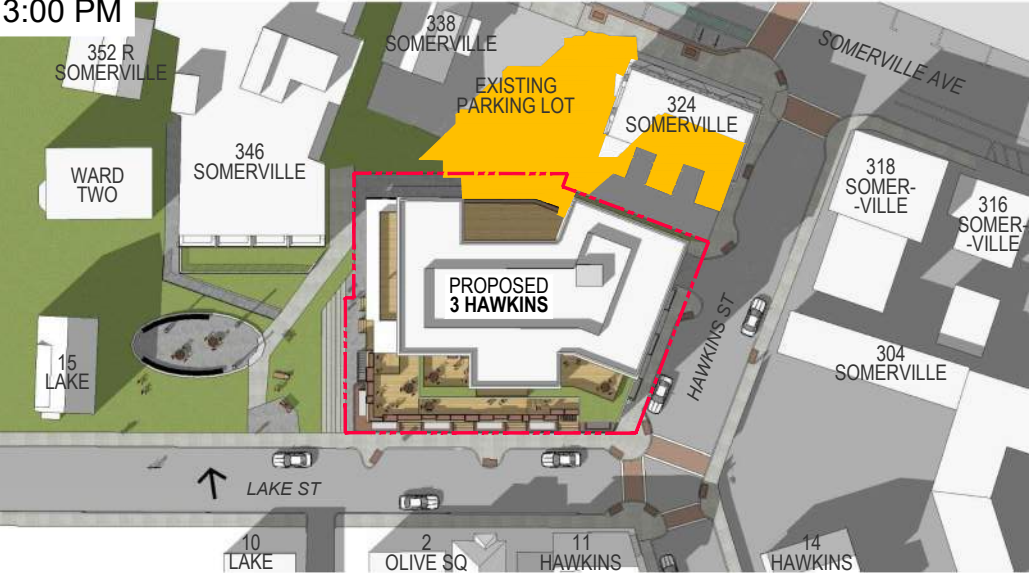 3:00 PM
352 R
SOMERVILLE
338
SOMERVILLE
SOMERVILLE AVE
EXISTING
PARKING LOT
324
SOMERVILLE
WARD
TWO
346
SOMERVILLE
318
SOMER-
-VILLE
316
SOMER-
-VILLE
PROPOSED
3 HAWKINS
HAWKINS ST
15
LAKE
304
SOMERVILLE
LAKE ST
10
LAKE
2
OLIVE SQ
11
HAWKINS
14
HAWKINS